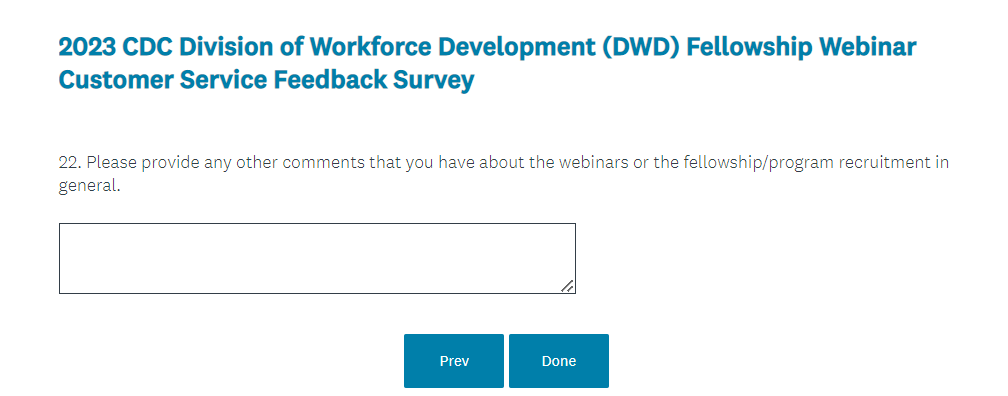 2023 CDC Division of Workforce Development (DWD) Fellowship Webinar
Customer Service Feedback Survey
22. Please provide any other comments that you have about the webinars or the fellowship/program recruitment in
general.
Prev
Done